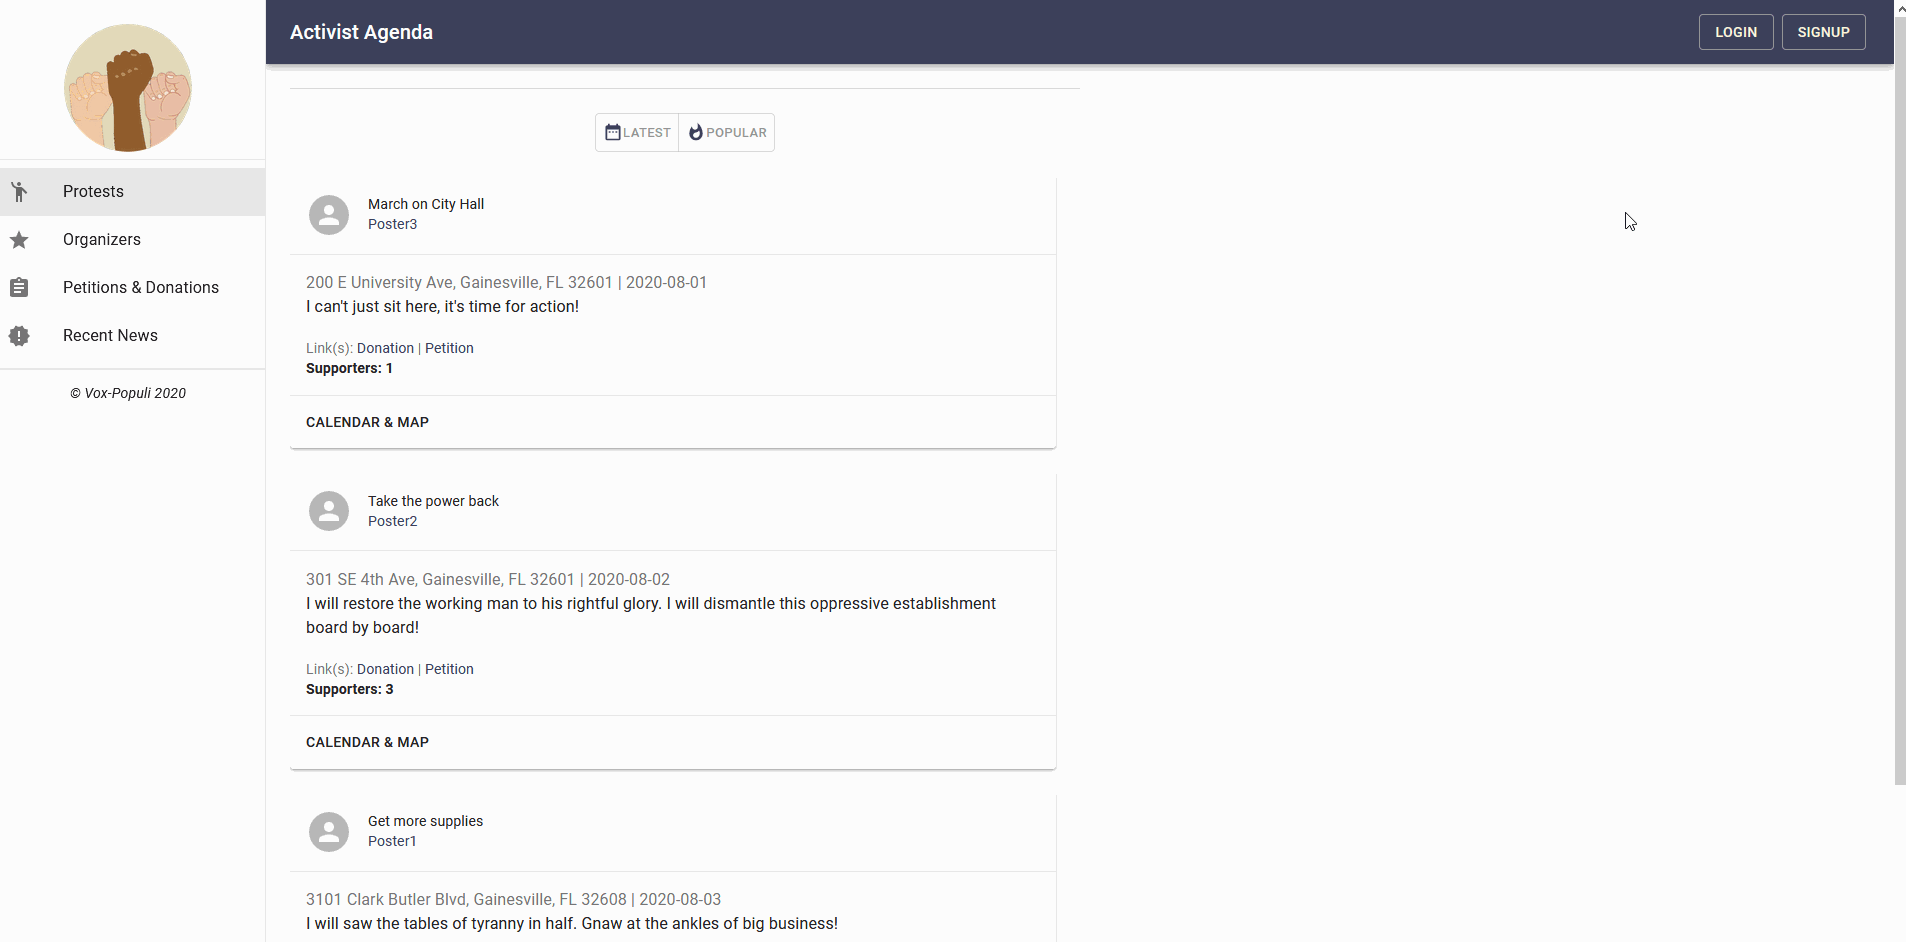 Activist Agenda
LOGIN
SIGNUP
Protests
Organizers
Petitions & Donations
Recent News
© Vox-Populi 2020
LATEST
POPULAR
March on City Hall
Poster3
200 E University Ave, Gainesville, FL 32601 | 2020-08-01
I can't just sit here, it's time for action!
Link(s): Donation | Petition
Supporters: 1
CALENDAR & MAP
Take the power back
Poster2
301 SE 4th Ave, Gainesville, FL 32601 | 2020-08-02
I will restore the working man to his rightful glory. I will dismantle this oppressive establishment
board by board!
Link(s): Donation | Petition
Supporters: 3
CALENDAR & MAP
Get more supplies
Poster1
3101 Clark Butler Blvd, Gainesville, FL 32608 | 2020-08-03
I will saw the tables of tyranny in half. Gnaw at the ankles of big business!